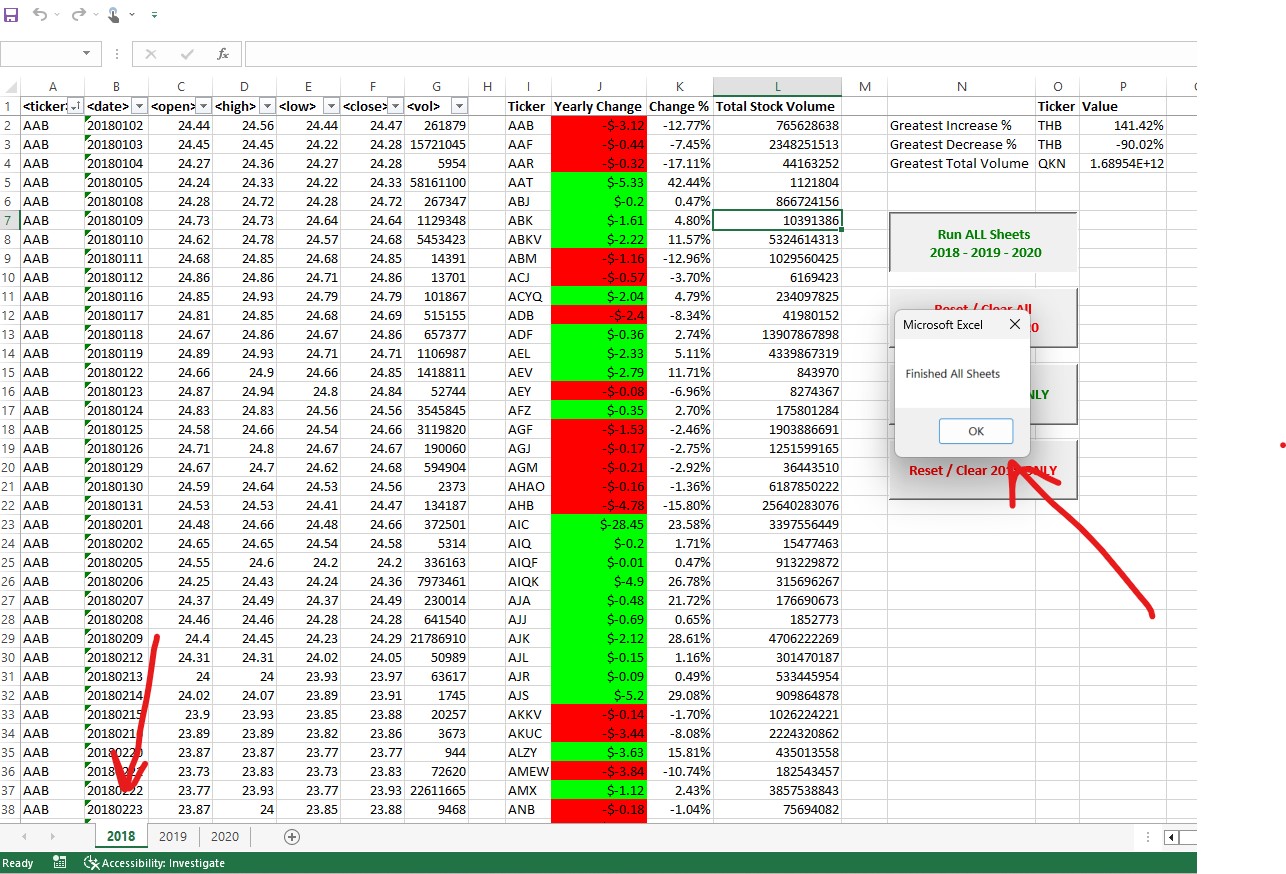 A B C D E F G H I J K L M N O P
1 <ticker> <date> <open> <high> <low> <close> <vol> Ticker Yearly Change Change % Total Stock Volume Ticker Value
2 AAB 20180102 24.44 24.56 24.44 24.47 261879 AAB -$-3.12 -12.77% 765628638 Greatest Increase % THB 141.42%
3 AAB 20180103 24.45 24.45 24.22 24.28 15721045 AAF -$-0.44 -7.45% 2348251513 Greatest Decrease % THB -90.02%
4 AAB 20180104 24.27 24.36 24.27 24.28 5954 AAR -$-0.32 -17.11% 44163252 Greatest Total Volume QKN 1.68954E+12
5 AAB 20180105 24.24 24.33 24.22 24.33 58161100 AAT $-5.33 42.44% 1121804
6 AAB 20180108 24.28 24.72 24.28 24.72 267347 ABJ $-0.2 0.47% 866724156
7 AAB 20180109 24.73 24.73 24.64 24.64 1123348 ABK $-1.61 4.80% 10391386
8 AAB 20180110 24.62 24.78 24.57 24.68 5453423 ABKV $-2.22 11.57% 5324614313 Run ALL Sheets
2018 - 2019 - 2020
9 AAB 20180111 24.68 24.85 24.68 24.85 14391 ABM -$-1.16 -12.96% 1029560425
10 AAB 20180112 24.86 24.86 24.71 24.86 13701 ACJ -$-0.57 -3.70% 6169423
11 AAB 20180116 24.85 24.93 24.79 24.79 101867 ACYQ $-2.04 4.79% 234097825
12 AAB 20180117 24.81 24.85 24.68 24.69 515155 ADB -$-2.4 -8.34% 41980152 Reset / Clear All
13 AAB 20180118 24.67 24.86 24.67 24.86 657377 ADF $-0.36 2.74% 13907867898 Microsoft Excel
14 AAB 20180119 24.89 24.93 24.71 24.71 1106987 AEL $-2.33 5.11% 4339867319
15 AAB 20180122 24.66 24.9 24.66 24.85 1418811 AEV $-2.79 11.71% 843970 Finished All Sheets
16 AAB 20180123 24.87 24.94 24.8 24.84 52744 AEY -$-0.08 -6.96% 8274367
17 AAB 20180124 24.83 24.83 24.56 24.56 3545845 AFZ $-0.35 2.70% 175801284
18 AAB 20180125 24.58 24.66 24.54 24.66 3119820 AGF -$-1.53 -2.46% 1903886691 OK
19 AAB 20180126 24.71 24.8 24.67 24.67 190060 AGJ -$-0.17 -2.75% 1251599165
20 AAB 20180129 24.67 24.7 24.62 24.68 594904 AGM -$-0.21 -2.92% 36443510 Reset / Clear
21 AAB 20180130 24.59 24.64 24.53 24.56 2373 AHAO -$-0.16 -1.36% 6187850222
22 AAB 20180131 24.53 24.53 24.41 24.47 134187 AHB -$-4.78 -15.80% 25640283076
23 AAB 20180201 24.48 24.66 24.48 24.66 372501 AIC $-28.45 23.58% 3397556449
24 AAB 20180202 24.65 24.65 24.54 24.58 5314 AIQ $-0.2 1.71% 15477463
25 AAB 20180205 24.55 24.6 24.2 24.2 336163 AIQF $-0.01 0.47% 913229872
26 AAB 20180206 24.25 24.43 24.24 24.36 7973461 AIQK $-4.9 26.78% 315696267
27 AAB 20180207 24.37 24.49 24.37 24.49 230014 AJA $-0.48 21.72% 176690673
28 AAB 20180208 24.46 24.46 24.28 24.28 641540 AJJ $-0.69 0.65% 1852773
29 AAB 20180209 24.4 24.45 24.23 24.29 21786910 AJK $-2.12 28.61% 4706222269
30 AAB 20180212 24.31 24.31 24.02 24.05 50989 AJL $-0.15 1.16% 301470187
31 AAB 20180213 24 24 23.93 23.97 63617 AJR $-0.09 0.49% 533445954
32 AAB 20180214 24.02 24.07 23.89 23.91 1745 AJS $-5.2 29.08% 909864878
33 AAB 20180215 23.9 23.93 23.85 23.88 20257 AKKV -$-0.14 -1.70% 1026224221
34 AAB 23.89 23.89 23.82 23.86 3673 AKUC -$-3.44 -8.08% 2224320862
35 AAB 20180220 23.87 23.87 23.77 23.77 944 ALZY $-3.63 15.81% 435013558
36 AAB 23.73 23.83 23.73 23.83 72620 AMEW -$-3.84 -10.74% 182543457
37 AAB 20180222 23.77 23.93 23.77 23.93 22611665 AMX $-1.12 2.43% 3857538843
38 AAB 20180223 23.87 24 23.85 23.88 9468 ANB -$-0.18 -1.04% 75694082
2018 2019 2020
Ready Accessibility: Investigate